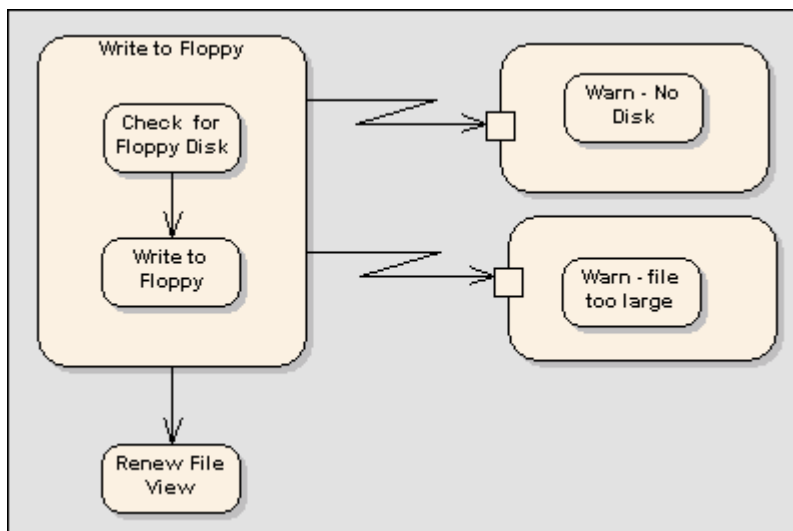 Write to Floppy
Check for
Floppy Disk
Write to
Floppy
Renew File
View
Warn - No
Disk
Warn - file
too large